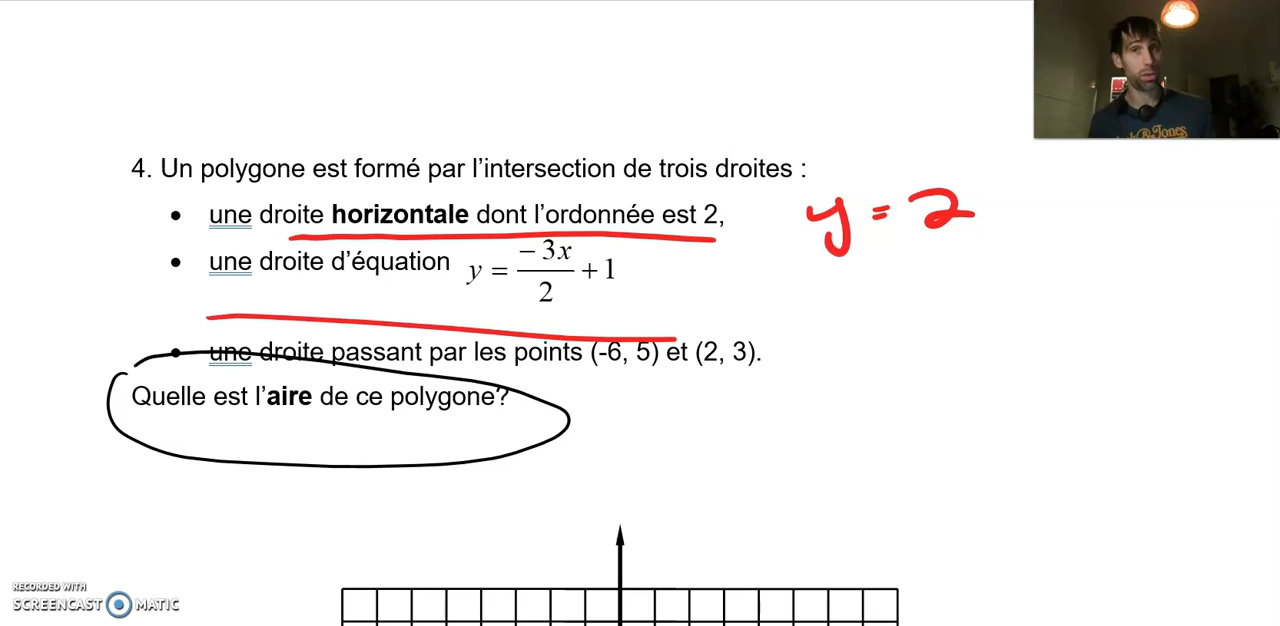 4. Un polygone est formé par l'intersection de trois droites :
• une droite horizontale dont l'ordonnée est 2,
y = 2
• une droite d'équation y = -3x/2 + 1
• une droite passant par les points (-6, 5) et (2, 3).
Quelle est l'aire de ce polygone?
RECORDED WITH
SCREENCAST MATIC